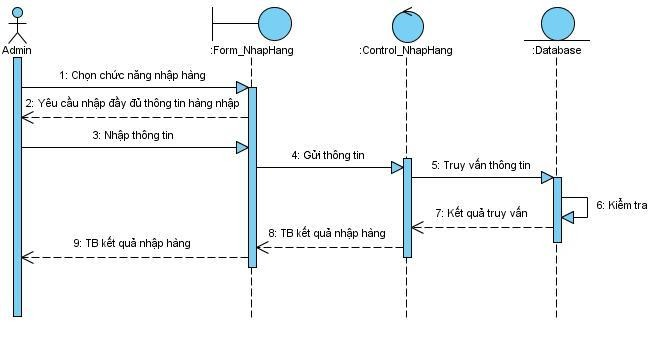 Admin
:Form_NhapHang
:Control_NhapHang
:Database
1: Chọn chức năng nhập hàng
2: Yêu cầu nhập đầy đủ thông tin hàng nhập
3: Nhập thông tin
4: Gửi thông tin
5: Truy vấn thông tin
6: Kiểm tra
7: Kết quả truy vấn
8: TB kết quả nhập hàng
9: TB kết quả nhập hàng